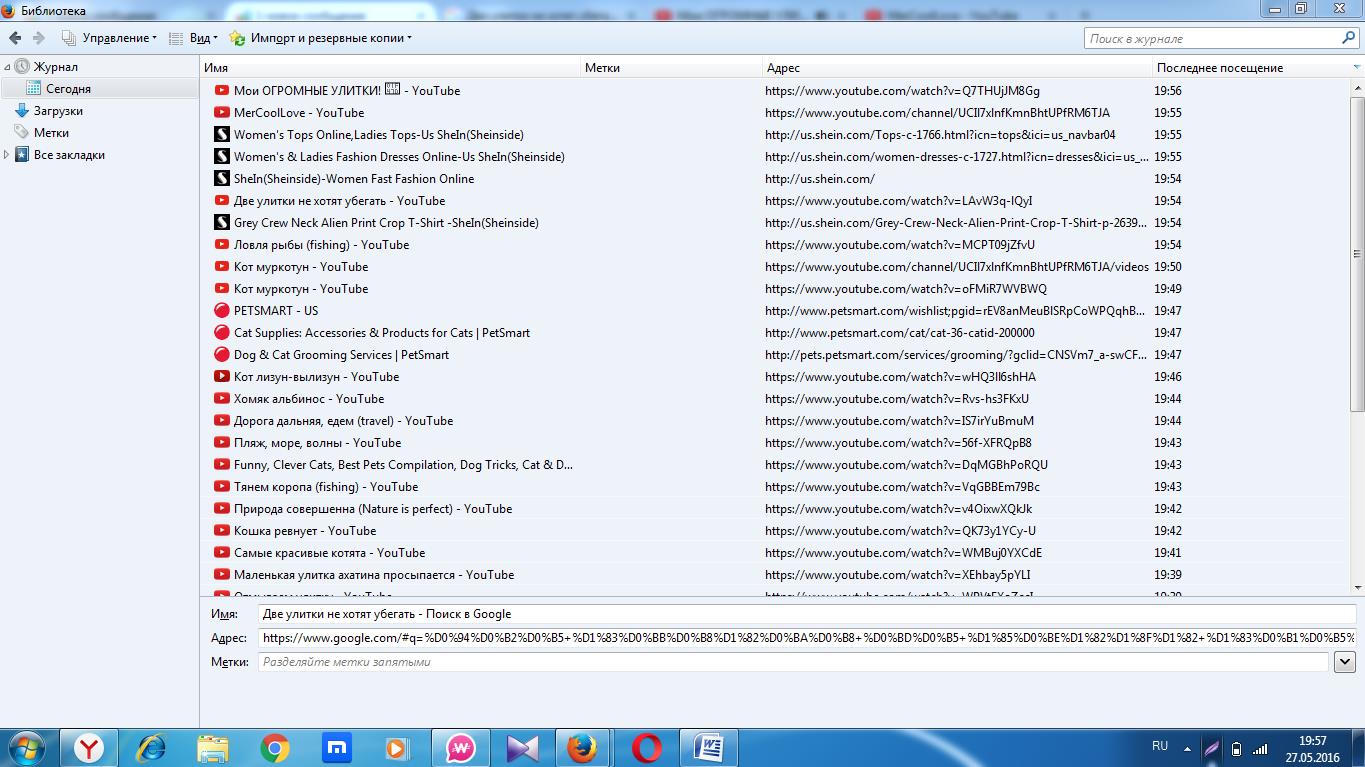 Библиотека
Управление Вид Импорт и резервные копии Поиск в журнале
Журнал
Сегодня
Загрузки
Метки
Все закладки
Имя Метки Адрес Последнее посещение
Мои ОГРОМНЫЕ УЛИТКИ! - YouTube https://www.youtube.com/watch?v=Q7THUjJM8Gg 19:56
MerCoolLove - YouTube https://www.youtube.com/channel/UCIl7xlnfKmnBhtUPfRM6TJA 19:55
Women's Tops Online,Ladies Tops-Us SheIn(Sheinside) http://us.shein.com/Tops-c-1766.html?icn=tops&ici=us_navbar04 19:55
Women's & Ladies Fashion Dresses Online-Us SheIn(Sheinside) http://us.shein.com/women-dresses-c-1727.html?icn=dresses&ici=us_... 19:55
SheIn(Sheinside)-Women Fast Fashion Online http://us.shein.com/ 19:54
Две улитки не хотят убегать - YouTube https://www.youtube.com/watch?v=LAvW3q-IQyI 19:54
Grey Crew Neck Alien Print Crop T-Shirt -SheIn(Sheinside) http://us.shein.com/Grey-Crew-Neck-Alien-Print-Crop-T-Shirt-p-2639... 19:54
Ловля рыбы (fishing) - YouTube https://www.youtube.com/watch?v=MCPT09jZfvU 19:54
Кот муркотун - YouTube https://www.youtube.com/channel/UCIl7xlnfKmnBhtUPfRM6TJA/videos 19:50
Кот муркотун - YouTube https://www.youtube.com/watch?v=oFMiR7WVBWQ 19:49
PETSMART - US http://www.petsmart.com/wishlist;pgid=rEV8anMeuBlSRpCoWPQqhB... 19:47
Cat Supplies: Accessories & Products for Cats | PetSmart http://www.petsmart.com/cat/cat-36-catid-200000 19:47
Dog & Cat Grooming Services | PetSmart http://pets.petsmart.com/services/grooming/?gclid=CNSVm7_a-swCF... 19:47
Кот лизун-вылизун - YouTube https://www.youtube.com/watch?v=wHQ3Il6shHA 19:46
Хомяк альбинос - YouTube https://www.youtube.com/watch?v=Rvs-hs3FKxU 19:44
Дорога дальняя, едем (travel) - YouTube https://www.youtube.com/watch?v=IS7irYuBmuM 19:44
Пляж, море, волны - YouTube https://www.youtube.com/watch?v=56f-XFRQpB8 19:43
Funny, Clever Cats, Best Pets Compilation, Dog Tricks, Cat & D... https://www.youtube.com/watch?v=DqMGBhPoRQU 19:43
Тянем коропа (fishing) - YouTube https://www.youtube.com/watch?v=VqGBBEm79Bc 19:43
Природа совершенна (Nature is perfect) - YouTube https://www.youtube.com/watch?v=v4OixwXQkJk 19:42
Кошка ревнует - YouTube https://www.youtube.com/watch?v=QK73y1YCy-U 19:42
Самые красивые котята - YouTube https://www.youtube.com/watch?v=WMBuj0YXCdE 19:41
Маленькая улитка ахатина просыпается - YouTube https://www.youtube.com/watch?v=XEhbay5pYLI 19:39
Имя: Две улитки не хотят убегать - Поиск в Google
Адрес: https://www.google.com/#q=%D0%94%D0%B2%D0%B5+%D1%83%D0%BB%D0%B8%D1%82%D0%BA%D0%B8+%D0%BD%D0%B5+%D1%85%D0%BE%D1%82%D1%8F%D1%82+%D1%83%D0%B1%D0%B5%
Метки: Разделяйте метки запятыми
RU 19:57
27.05.2016